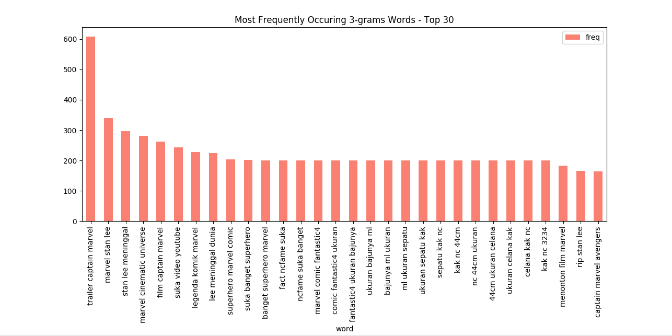 Most Frequently Occuring 3-grams Words - Top 30
freq
600
500
400
300
200
100
0
trailer captain marvel
marvel stan lee
stan lee meninggal
marvel cinematic universe
film captain marvel
suka video youtube
legenda komik marvel
lee meninggal dunia
superhero marvel comic
suka banget superhero
banget superhero marvel
fact ncfame suka
ncfame suka banget
marvel comic fantastic4
comic fantastic4 ukuran
fantastic4 ukuran bajunya
ukuran bajunya ml
bajunya ml ukuran
ml ukuran sepatu
ukuran sepatu kak
sepatu kak nc
kak nc 44cm
nc 44cm ukuran
44cm ukuran celana
ukuran celana kak
celana kak nc
kak nc 3234
menonton film marvel
rip stan lee
captain marvel avengers
word